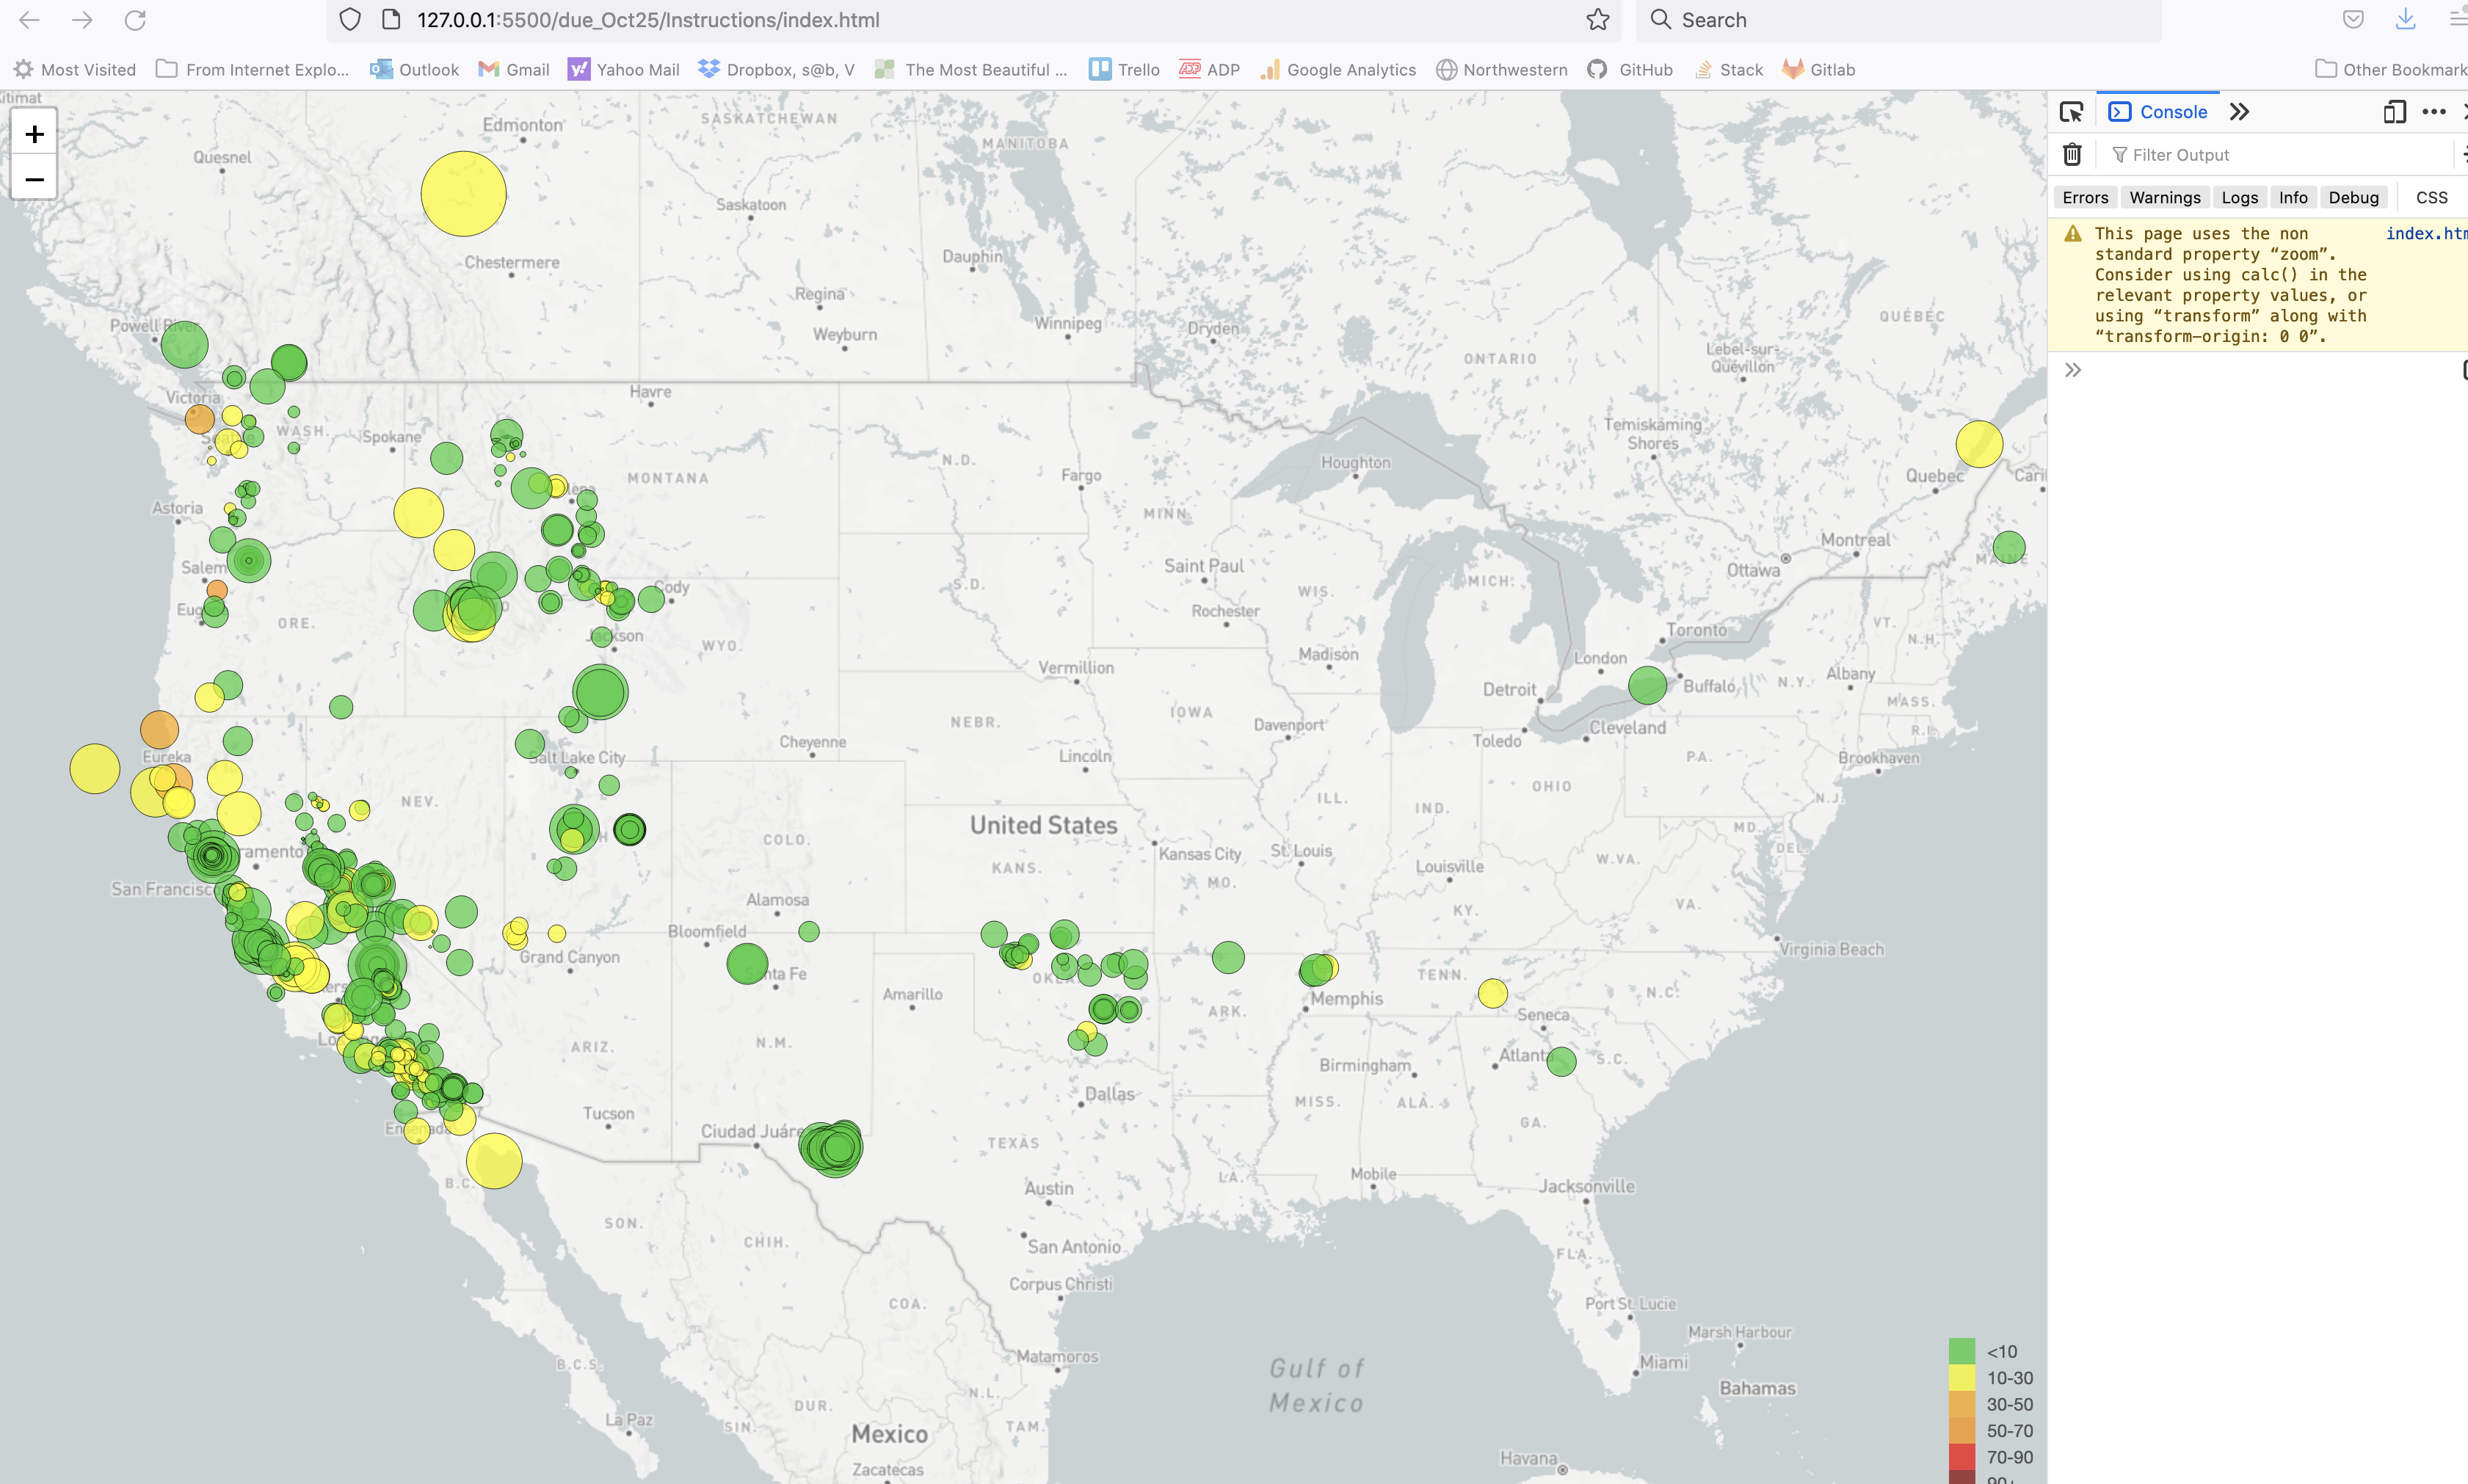 127.0.0.1:5500/due_Oct25/Instructions/index.html
Search
Most Visited
From Internet Explo...
Outlook
Gmail
Yahoo Mail
Dropbox, s@b, V
The Most Beautiful ...
Trello
ADP
Google Analytics
Northwestern
GitHub
Stack
Gitlab
Other Bookmark
Console
Filter Output
Errors
Warnings
Logs
Info
Debug
CSS
This page uses the non
index.htm
standard property “zoom”.
Consider using calc() in the
relevant property values, or
using “transform” along with
“transform-origin: 0 0”.
+
−
itimat
Edmonton
SASKATCHEWAN
MANITOBA
Quesnel
Saskatoon
Chestermere
Dauphin
Regina
Powell River
Winnipeg
Weyburn
Dryden
QUÉBEC
ONTARIO
Lebel-sur-
Quévillon
Havre
Victoria
Temiskaming
Shores
WASH.
Spokane
Seattle
N.D.
Houghton
MONTANA
Fargo
Quebec
Cari
lena
Astoria
MINN
Montreal
Saint Paul
Ottawa
MAINE
Salem
S.D.
MICH.
Cody
WIS.
Eug
Rochester
ORE.
VT.
Toronto
Jackson
N.H.
WYO.
Madison
London
Vermillion
Albany
Buffalo
N.Y.
Detroit
MASS.
IOWA
NEBR.
Davenport
Cleveland
R.I.
Cheyenne
Toledo
Eureka
Salt Lake City
Lincoln
PA.
Brookhaven
OHIO
NEV.
ILL.
N.J.
IND.
United States
MD.
COLO.
ramento
St. Louis
Kansas City
DEL.
W.VA.
KANS.
Louisville
MO.
San Francisc
Alamosa
VA.
KY.
Bloomfield
Virginia Beach
Grand Canyon
nta Fe
TENN.
OKLA
Amarillo
N.C.
Memphis
ARK.
Seneca
ARIZ.
N.M.
Atlant
S.C.
Birmingham
Dallas
MISS.
ALA.
Tucson
Ensenada
GA.
Ciudad Juáre
TEXAS
Mobile
LA.
B.C.
Austin
Jacksonville
SON.
CHIH.
San Antonio
FLA.
Corpus Christi
COA.
Port St. Lucie
Marsh Harbour
<10
Matamoros
B.C.S.
Miami
Gulf of
Mexico
10-30
Bahamas
N.L.
DUR.
30-50
La Paz
SIN.
TAM.
50-70
Mexico
70-90
Havana
Zacatecas
90+